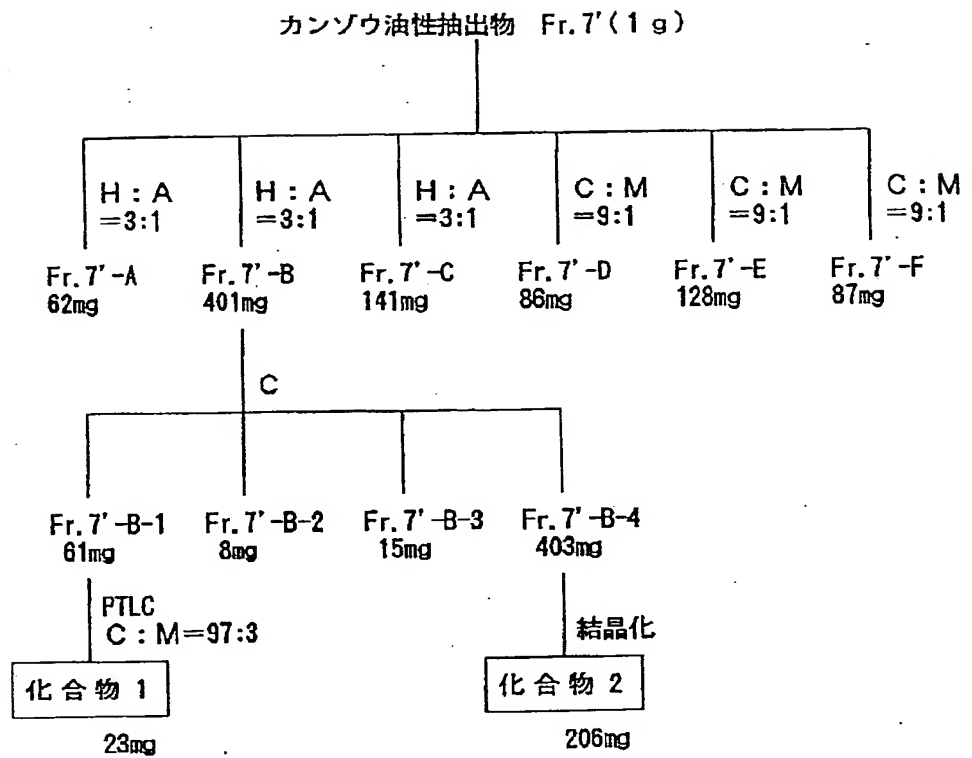 カンゾウ油性抽出物 Fr.7'(1g)
H:A
=3:1
H:A
=3:1
H:A
=3:1
C:M
=9:1
C:M
=9:1
C:M
=9:1
Fr.7'-A
62mg
Fr.7'-B
401mg
Fr.7'-C
141mg
Fr.7'-D
86mg
Fr.7'-E
128mg
Fr.7'-F
87mg
C
Fr.7'-B-1
61mg
Fr.7'-B-2
8mg
Fr.7'-B-3
15mg
Fr.7'-B-4
403mg
PTLC
C:M=97:3
結晶化
化合物 1
23mg
化合物 2
206mg